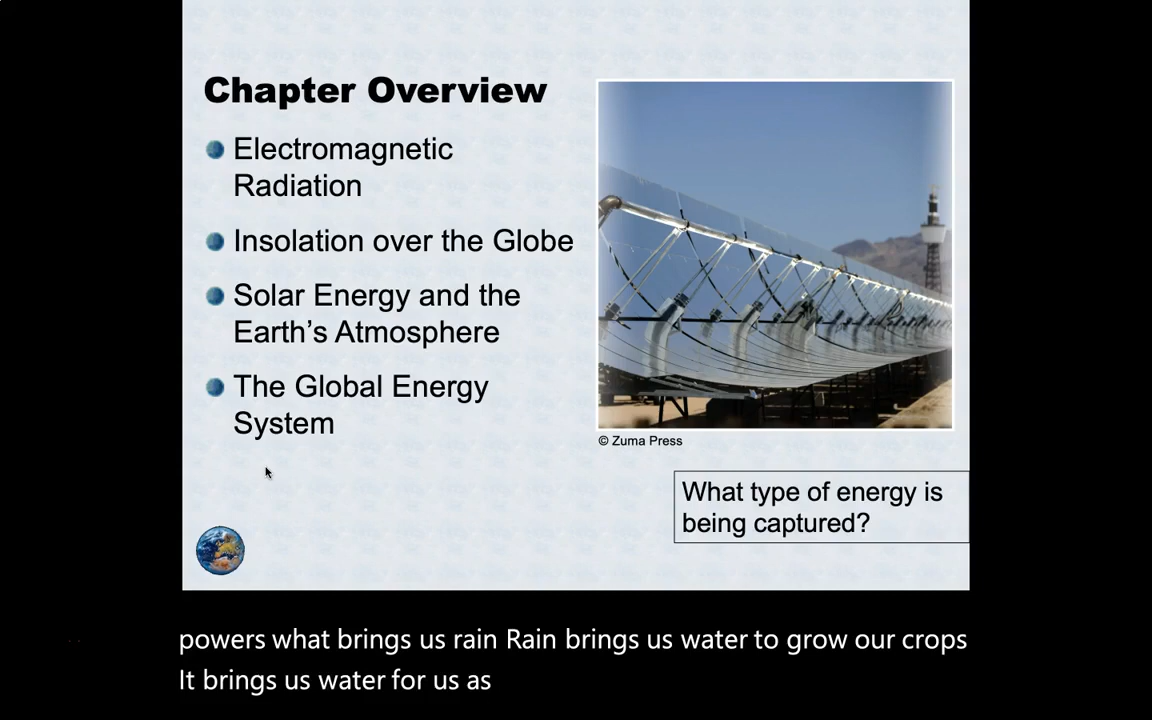 Chapter Overview
Electromagnetic
Radiation
Insolation over the Globe
Solar Energy and the
Earth's Atmosphere
The Global Energy
System
© Zuma Press
What type of energy is
being captured?
powers what brings us rain Rain brings us water to grow our crops
It brings us water for us as